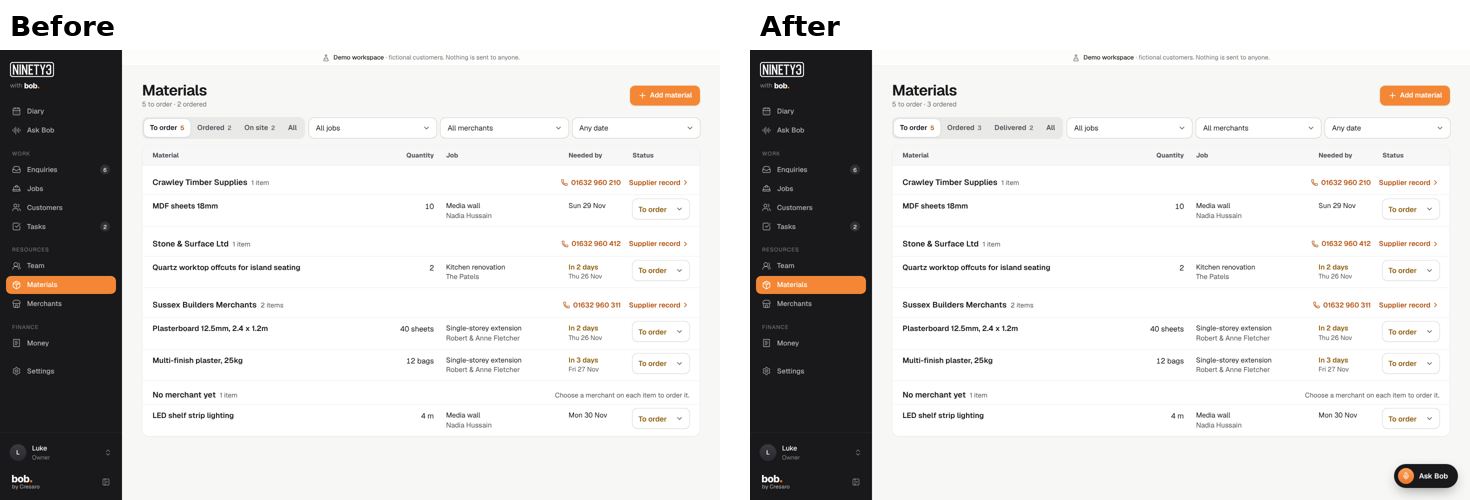 Before
NINETY3
with bob.
Diary
Ask Bob
WORK
Enquiries 6
Jobs
Customers
Tasks 2
RESOURCES
Team
Materials
Merchants
FINANCE
Money
Settings
L Luke
Owner
bob.
by Cresaro
Demo workspace · fictional customers. Nothing is sent to anyone.
Materials
5 to order · 2 ordered
Add material
To order 5 Ordered 2 On site 2 All All jobs All merchants Any date
Material Quantity Job Needed by Status
Crawley Timber Supplies 1 item 01632 960 210 Supplier record
MDF sheets 18mm 10 Media wall Sun 29 Nov To order
Nadia Hussain
Stone & Surface Ltd 1 item 01632 960 412 Supplier record
Quartz worktop offcuts for island seating 2 Kitchen renovation In 2 days To order
The Patels Thu 26 Nov
Sussex Builders Merchants 2 items 01632 960 311 Supplier record
Plasterboard 12.5mm, 2.4 x 1.2m 40 sheets Single-storey extension In 2 days To order
Robert & Anne Fletcher Thu 26 Nov
Multi-finish plaster, 25kg 12 bags Single-storey extension In 3 days To order
Robert & Anne Fletcher Fri 27 Nov
No merchant yet 1 item Choose a merchant on each item to order it.
LED shelf strip lighting 4 m Media wall Mon 30 Nov To order
Nadia Hussain
After
NINETY3
with bob.
Diary
Ask Bob
WORK
Enquiries 6
Jobs
Customers
Tasks 2
RESOURCES
Team
Materials
Merchants
FINANCE
Money
Settings
L Luke
Owner
bob.
by Cresaro
Demo workspace · fictional customers. Nothing is sent to anyone.
Materials
5 to order · 3 ordered
Add material
To order 5 Ordered 3 Delivered 2 All All jobs All merchants Any date
Material Quantity Job Needed by Status
Crawley Timber Supplies 1 item 01632 960 210 Supplier record
MDF sheets 18mm 10 Media wall Sun 29 Nov To order
Nadia Hussain
Stone & Surface Ltd 1 item 01632 960 412 Supplier record
Quartz worktop offcuts for island seating 2 Kitchen renovation In 2 days To order
The Patels Thu 26 Nov
Sussex Builders Merchants 2 items 01632 960 311 Supplier record
Plasterboard 12.5mm, 2.4 x 1.2m 40 sheets Single-storey extension In 2 days To order
Robert & Anne Fletcher Thu 26 Nov
Multi-finish plaster, 25kg 12 bags Single-storey extension In 3 days To order
Robert & Anne Fletcher Fri 27 Nov
No merchant yet 1 item Choose a merchant on each item to order it.
LED shelf strip lighting 4 m Media wall Mon 30 Nov To order
Nadia Hussain
Ask Bob